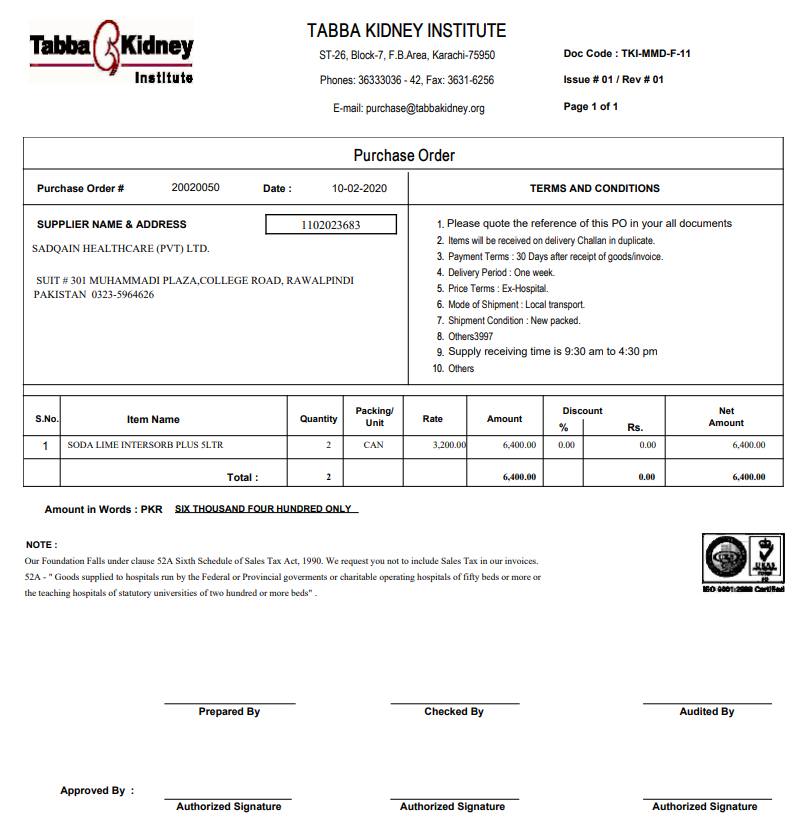 Tabba Kidney
Institute
TABBA KIDNEY INSTITUTE
ST-26, Block-7, F.B.Area, Karachi-75950
Phones: 36333036 - 42, Fax: 3631-6256
E-mail: purchase@tabbakidney.org
Doc Code : TKI-MMD-F-11
Issue # 01 / Rev # 01
Page 1 of 1
Purchase Order
Purchase Order # 20020050 Date : 10-02-2020
SUPPLIER NAME & ADDRESS 1102023683
SADQAIN HEALTHCARE (PVT) LTD.
SUIT # 301 MUHAMMADI PLAZA,COLLEGE ROAD, RAWALPINDI
PAKISTAN 0323-5964626
TERMS AND CONDITIONS
1. Please quote the reference of this PO in your all documents
2. Items will be received on delivery Challan in duplicate.
3. Payment Terms : 30 Days after receipt of goods/invoice.
4. Delivery Period : One week.
5. Price Terms : Ex-Hospital.
6. Mode of Shipment : Local transport.
7. Shipment Condition : New packed.
8. Others3997
9. Supply receiving time is 9:30 am to 4:30 pm
10. Others
S.No. Item Name Quantity Packing/ Unit Rate Amount Discount % Rs. Net Amount
1 SODA LIME INTERSORB PLUS 5LTR 2 CAN 3,200.00 6,400.00 0.00 0.00 6,400.00
Total : 2 6,400.00 0.00 6,400.00
Amount in Words : PKR SIX THOUSAND FOUR HUNDRED ONLY
NOTE :
Our Foundation Falls under clause 52A Sixth Schedule of Sales Tax Act, 1990. We request you not to include Sales Tax in our invoices.
52A - " Goods supplied to hospitals run by the Federal or Provincial goverments or charitable operating hospitals of fifty beds or more or
the teaching hospitals of statutory universities of two hundred or more beds" .
UKAS
Certified
Prepared By Checked By Audited By
Approved By :
Authorized Signature Authorized Signature Authorized Signature